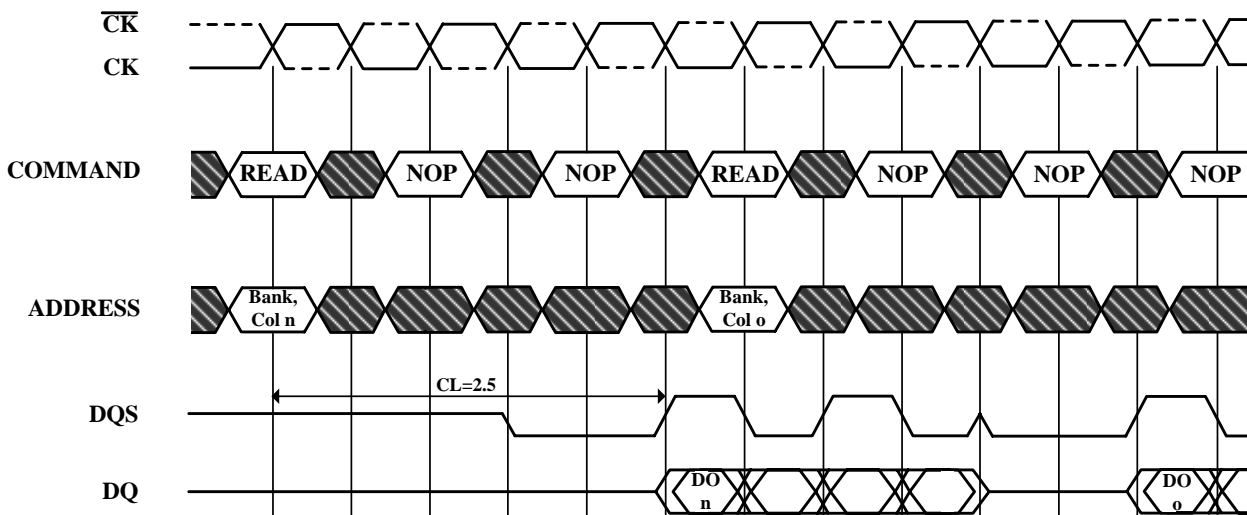 CK
CK
COMMAND READ NOP NOP READ NOP NOP NOP
ADDRESS Bank, Col n Bank, Col o
CL=2.5
DQS
DQ DO n DO o